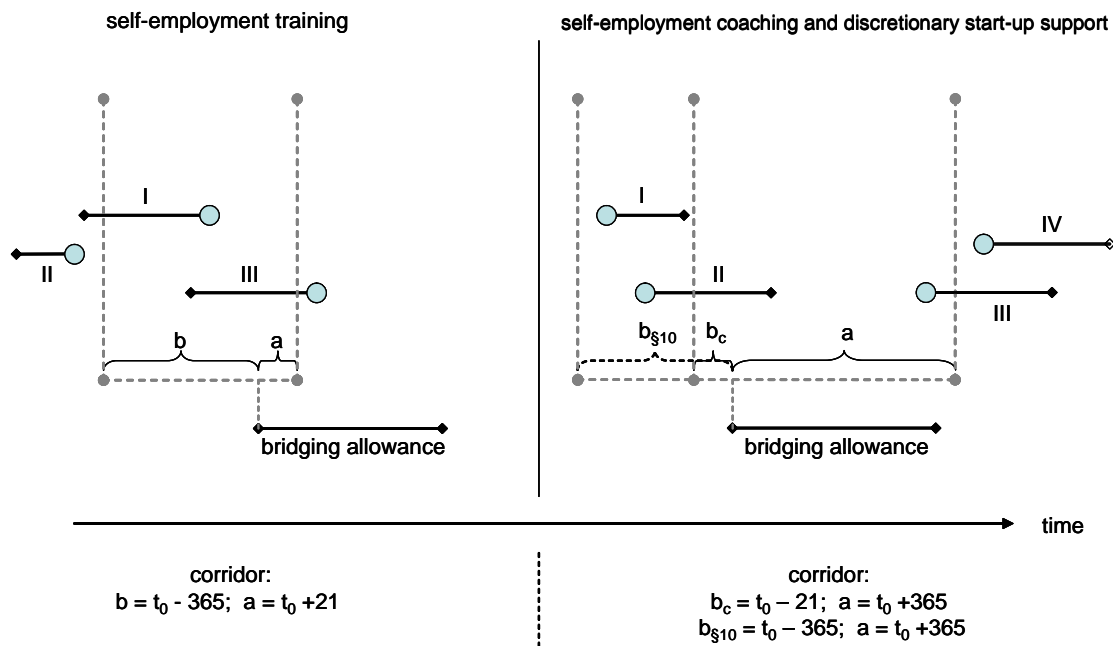 self-employment training
self-employment coaching and discretionary start-up support
I
II
III
b
a
bridging allowance
I
II
IV
III
b§10
bc
a
bridging allowance
time
corridor:
b = t0 - 365; a = t0 +21
corridor:
bc = t0 – 21; a = t0 +365
b§10 = t0 – 365; a = t0 +365